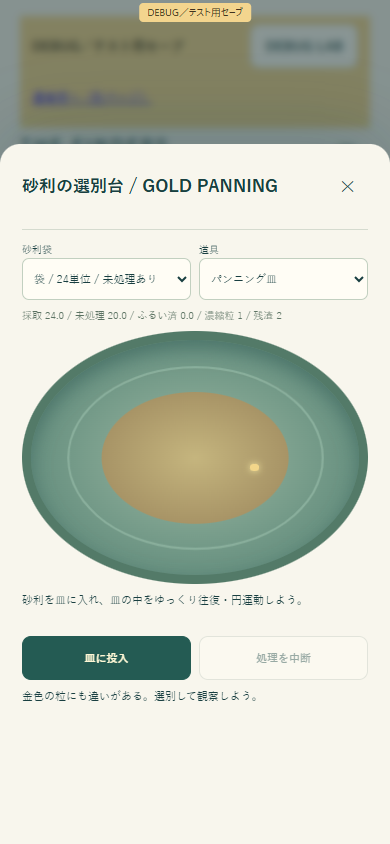 DEBUG／テスト用セーブ
砂利の選別台 / GOLD PANNING
砂利袋
道具
袋 / 24単位 / 未処理あり
パンニング皿
採取 24.0 / 未処理 20.0 / ふるい済 0.0 / 濃縮粒 1 / 残渣 2
砂利を皿に入れ、皿の中をゆっくり往復・円運動しよう。
皿に投入
処理を中断
金色の粒にも違いがある。選別して観察しよう。